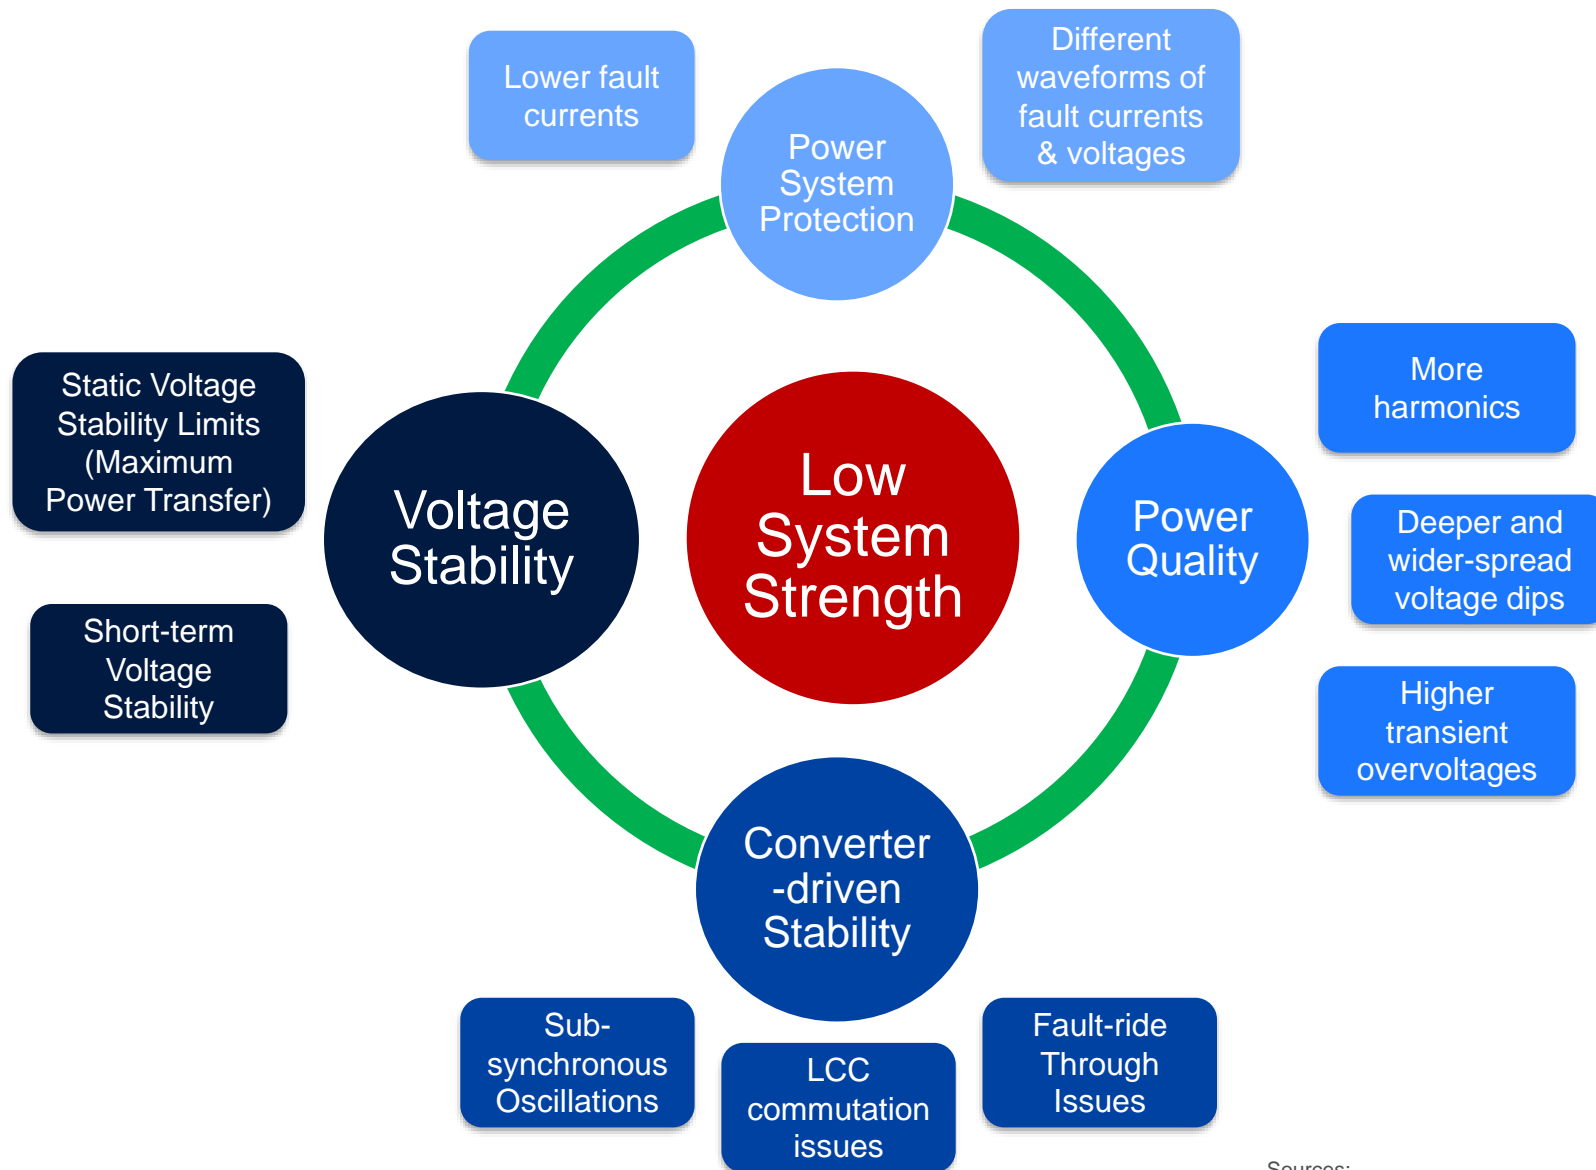 Lower fault
currents
Different
waveforms of
fault currents
& voltages
Power
System
Protection
Static Voltage
Stability Limits
(Maximum
Power Transfer)
Short-term
Voltage
Stability
Voltage
Stability
Low
System
Strength
Power
Quality
More
harmonics
Deeper and
wider-spread
voltage dips
Higher
transient
overvoltages
Converter
-driven
Stability
Sub-
synchronous
Oscillations
LCC
commutation
issues
Fault-ride
Through
Issues
Sources: